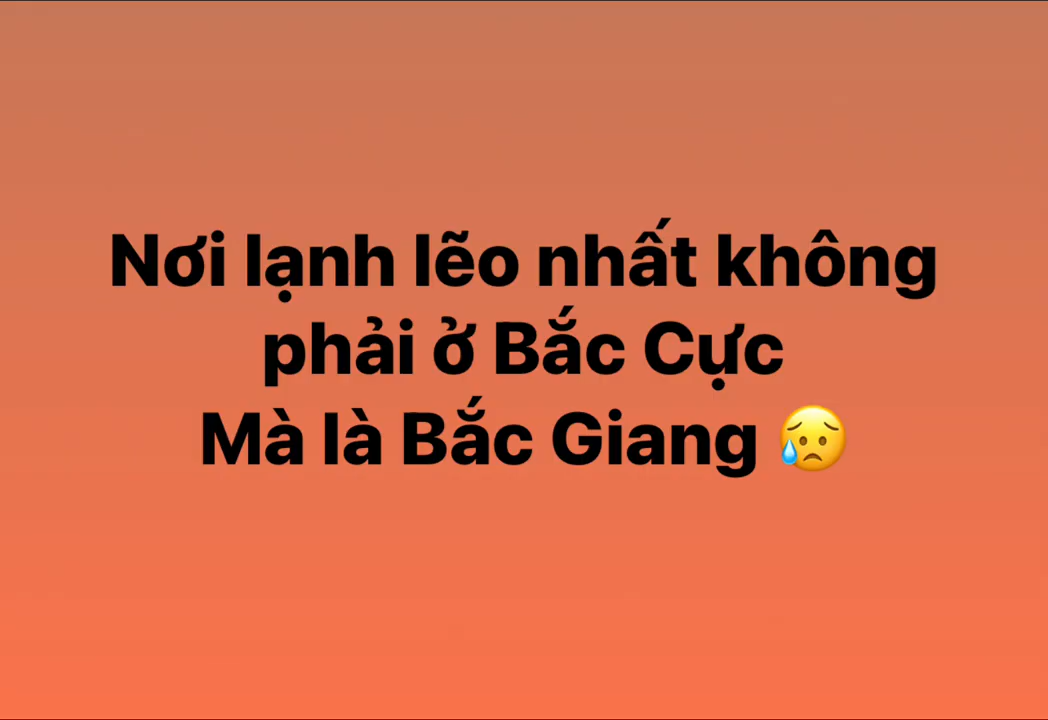 Nơi lạnh lẽo nhất không
phải ở Bắc Cực
Mà là Bắc Giang 😥